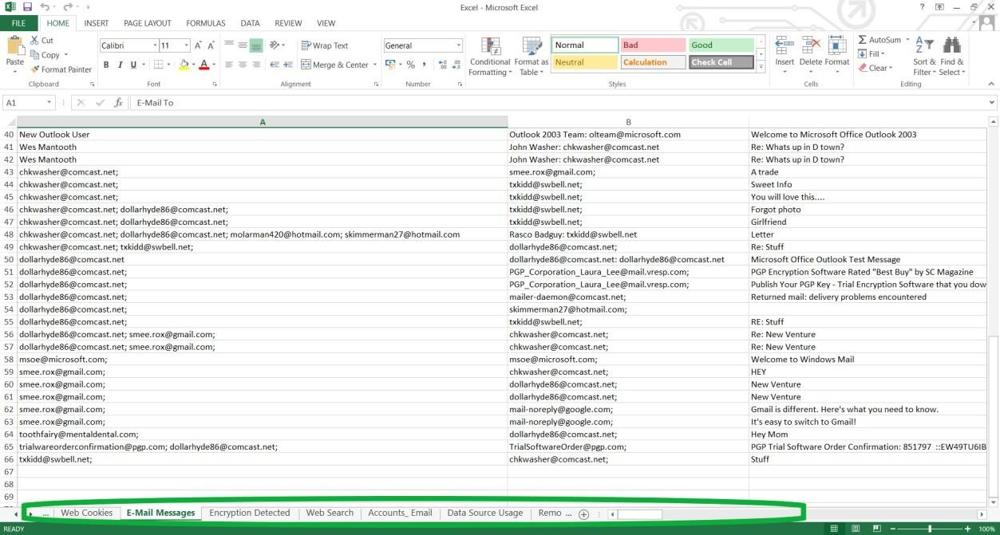 Excel - Microsoft Excel
FILE HOME INSERT PAGE LAYOUT FORMULAS DATA REVIEW VIEW
Paste
Cut
Copy
Format Painter
Clipboard
Calibri 11
B I U
Font
Wrap Text
Merge & Center
Alignment
General
Number
Conditional Formatting
Format as Table
Normal Bad Good
Neutral Calculation Check Cell
Styles
Insert Delete Format
Cells
AutoSum
Fill
Clear
Sort & Filter
Find & Select
Editing
A1 fx E-Mail To
A B
40 New Outlook User Outlook 2003 Team: olteam@microsoft.com Welcome to Microsoft Office Outlook 2003
41 Wes Mantooth John Washer: chkwasher@comcast.net Re: Whats up in D town?
42 Wes Mantooth John Washer: chkwasher@comcast.net Re: Whats up in D town?
43 chkwasher@comcast.net; smee.rox@gmail.com; A trade
44 chkwasher@comcast.net; txkidd@swbell.net; Sweet Info
45 chkwasher@comcast.net; txkidd@swbell.net; You will love this....
46 chkwasher@comcast.net; dollarhyde86@comcast.net; txkidd@swbell.net; Forgot photo
47 chkwasher@comcast.net; dollarhyde86@comcast.net; txkidd@swbell.net; Girlfriend
48 chkwasher@comcast.net; dollarhyde86@comcast.net; molarman420@hotmail.com; skimmerman27@hotmail.com Rasco Badguy: txkidd@swbell.net Letter
49 chkwasher@comcast.net; txkidd@swbell.net; dollarhyde86@comcast.net; Re: Stuff
50 dollarhyde86@comcast.net dollarhyde86@comcast.net: dollarhyde86@comcast.net Microsoft Office Outlook Test Message
51 dollarhyde86@comcast.net; PGP_Corporation_Laura_Lee@mail.vresp.com; PGP Encryption Software Rated "Best Buy" by SC Magazine
52 dollarhyde86@comcast.net; PGP_Corporation_Laura_Lee@mail.vresp.com; Publish Your PGP Key - Trial Encryption Software that you dow
53 dollarhyde86@comcast.net; mailer-daemon@comcast.net; Returned mail: delivery problems encountered
54 dollarhyde86@comcast.net; skimmerman27@hotmail.com;
55 dollarhyde86@comcast.net; txkidd@swbell.net; RE: Stuff
56 dollarhyde86@comcast.net; smee.rox@gmail.com; chkwasher@comcast.net; Re: New Venture
57 dollarhyde86@comcast.net; smee.rox@gmail.com; chkwasher@comcast.net; Re: New Venture
58 msoe@microsoft.com; msoe@microsoft.com; Welcome to Windows Mail
59 smee.rox@gmail.com; chkwasher@comcast.net; HEY
60 smee.rox@gmail.com; dollarhyde86@comcast.net; New Venture
61 smee.rox@gmail.com; dollarhyde86@comcast.net; New Venture
62 smee.rox@gmail.com; mail-noreply@google.com; Gmail is different. Here's what you need to know.
63 smee.rox@gmail.com; mail-noreply@google.com; It's easy to switch to Gmail!
64 toothfairy@mentaldental.com; dollarhyde86@comcast.net; Hey Mom
65 trialwareorderconfirmation@pgp.com; dollarhyde86@comcast.net; TrialSoftwareOrder@pgp.com; PGP Trial Software Order Confirmation: 851797 ::EW49TU6IB
66 txkidd@swbell.net; chkwasher@comcast.net; Stuff
67
68
69
... Web Cookies E-Mail Messages Encryption Detected Web Search Accounts_ Email Data Source Usage Remo ...
READY 100%